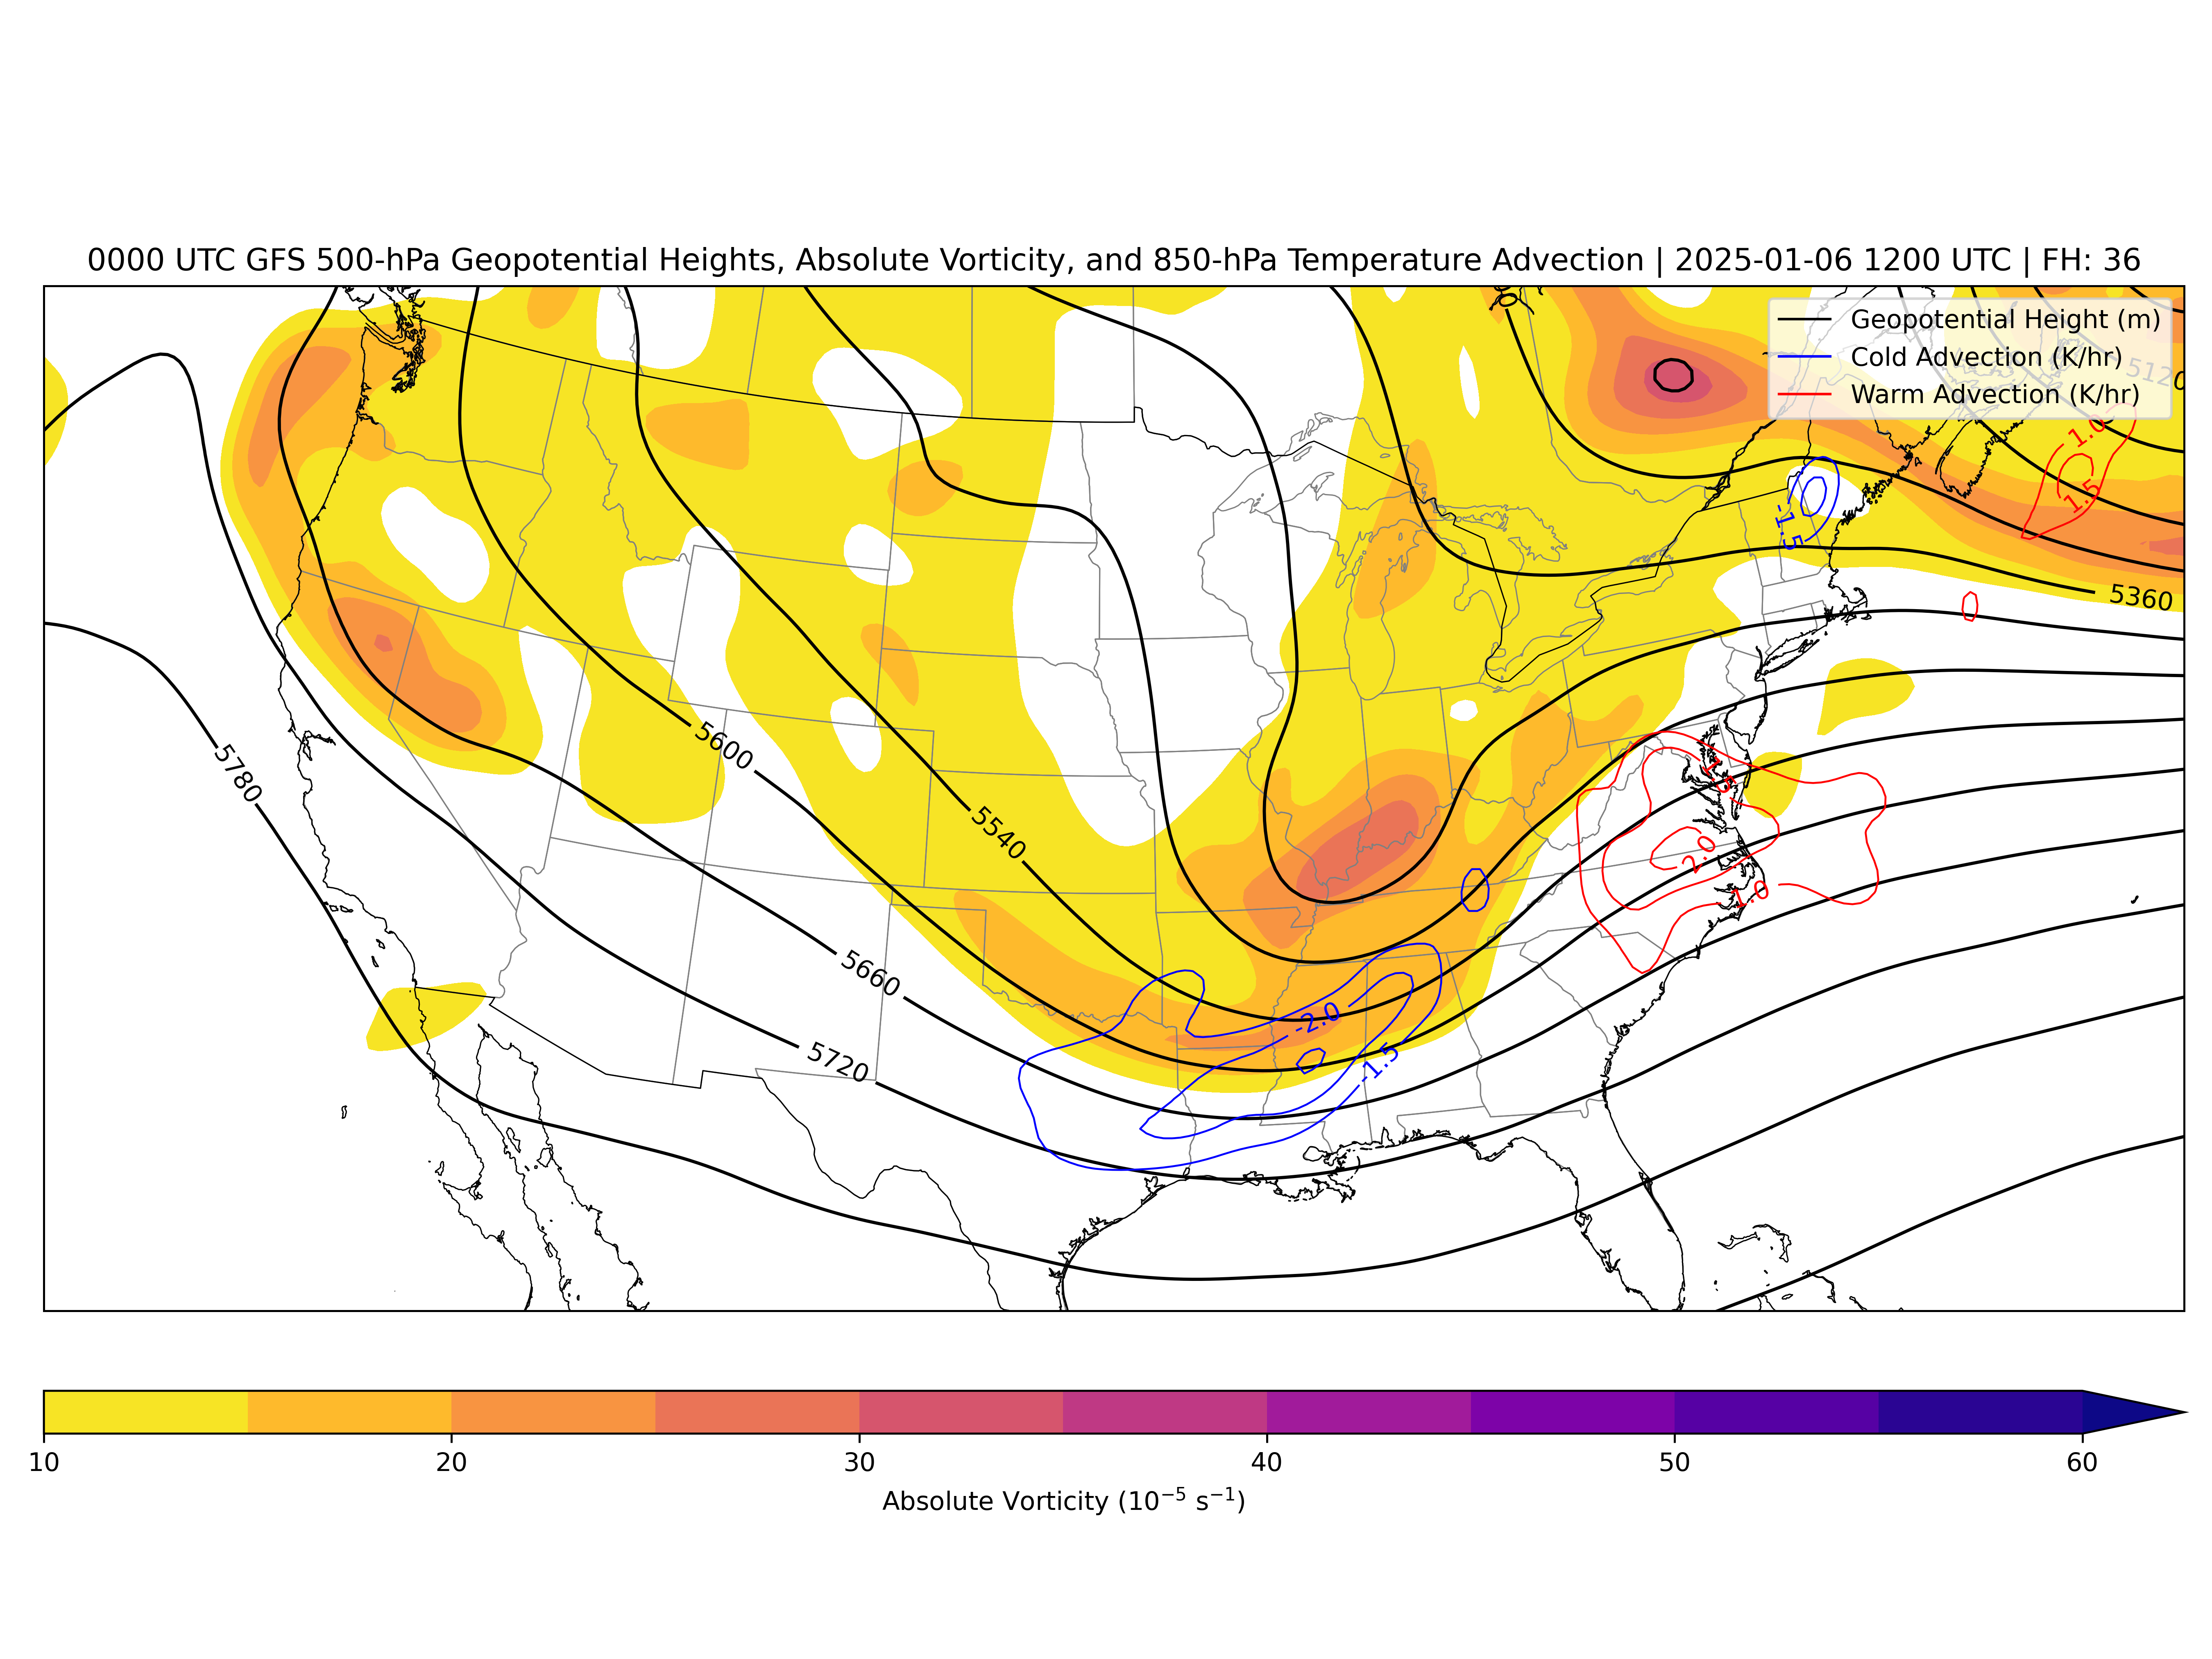 0000 UTC GFS 500-hPa Geopotential Heights, Absolute Vorticity, and 850-hPa Temperature Advection | 2025-01-06 1200 UTC | FH: 36
Geopotential Height (m)
Cold Advection (K/hr)
Warm Advection (K/hr)
5120
1.0
1.5
-1.5
5360
5780
5600
1.5
5540
2.0
1.0
5660
-2.0
-1.5
5720
10 20 30 40 50 60
Absolute Vorticity (10⁻⁵ s⁻¹)